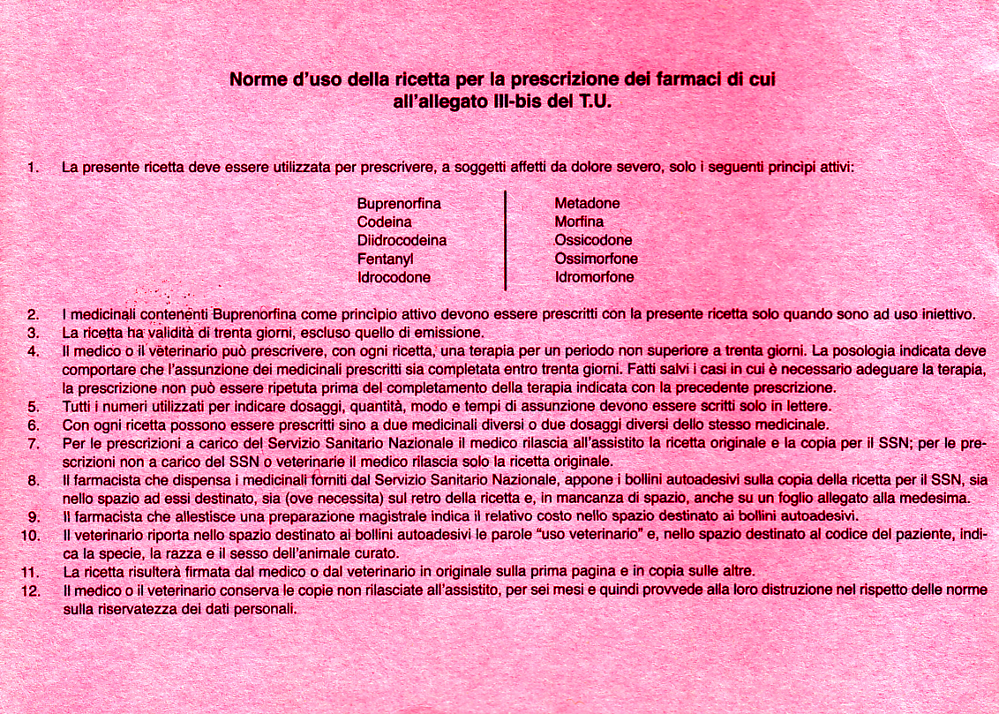 Norme d'uso della ricetta per la prescrizione dei farmaci di cui
all'allegato III-bis del T.U.
1. La presente ricetta deve essere utilizzata per prescrivere, a soggetti affetti da dolore severo, solo i seguenti princìpi attivi:
Buprenorfina
Codeina
Diidrocodeina
Fentanyl
Idrocodone
Metadone
Morfina
Ossicodone
Ossimorfone
Idromorfone
2. I medicinali contenenti Buprenorfina come princìpio attivo devono essere prescritti con la presente ricetta solo quando sono ad uso iniettivo.
3. La ricetta ha validità di trenta giorni, escluso quello di emissione.
4. Il medico o il veterinario può prescrivere, con ogni ricetta, una terapia per un periodo non superiore a trenta giorni. La posologia indicata deve
comportare che l'assunzione dei medicinali prescritti sia completata entro trenta giorni. Fatti salvi i casi in cui è necessario adeguare la terapia,
la prescrizione non può essere ripetuta prima del completamento della terapia indicata con la precedente prescrizione.
5. Tutti i numeri utilizzati per indicare dosaggi, quantità, modo e tempi di assunzione devono essere scritti solo in lettere.
6. Con ogni ricetta possono essere prescritti sino a due medicinali diversi o due dosaggi diversi dello stesso medicinale.
7. Per le prescrizioni a carico del Servizio Sanitario Nazionale il medico rilascia all'assistito la ricetta originale e la copia per il SSN; per le pre-
scrizioni non a carico del SSN o veterinarie il medico rilascia solo la ricetta originale.
8. Il farmacista che dispensa i medicinali forniti dal Servizio Sanitario Nazionale, appone i bollini autoadesivi sulla copia della ricetta per il SSN, sia
nello spazio ad essi destinato, sia (ove necessita) sul retro della ricetta e, in mancanza di spazio, anche su un foglio allegato alla medesima.
9. Il farmacista che allestisce una preparazione magistrale indica il relativo costo nello spazio destinato ai bollini autoadesivi.
10. Il veterinario riporta nello spazio destinato ai bollini autoadesivi le parole “uso veterinario” e, nello spazio destinato al codice del paziente, indi-
ca la specie, la razza e il sesso dell'animale curato.
11. La ricetta risulterà firmata dal medico o dal veterinario in originale sulla prima pagina e in copia sulle altre.
12. Il medico o il veterinario conserva le copie non rilasciate all'assistito, per sei mesi e quindi provvede alla loro distruzione nel rispetto delle norme
sulla riservatezza dei dati personali.